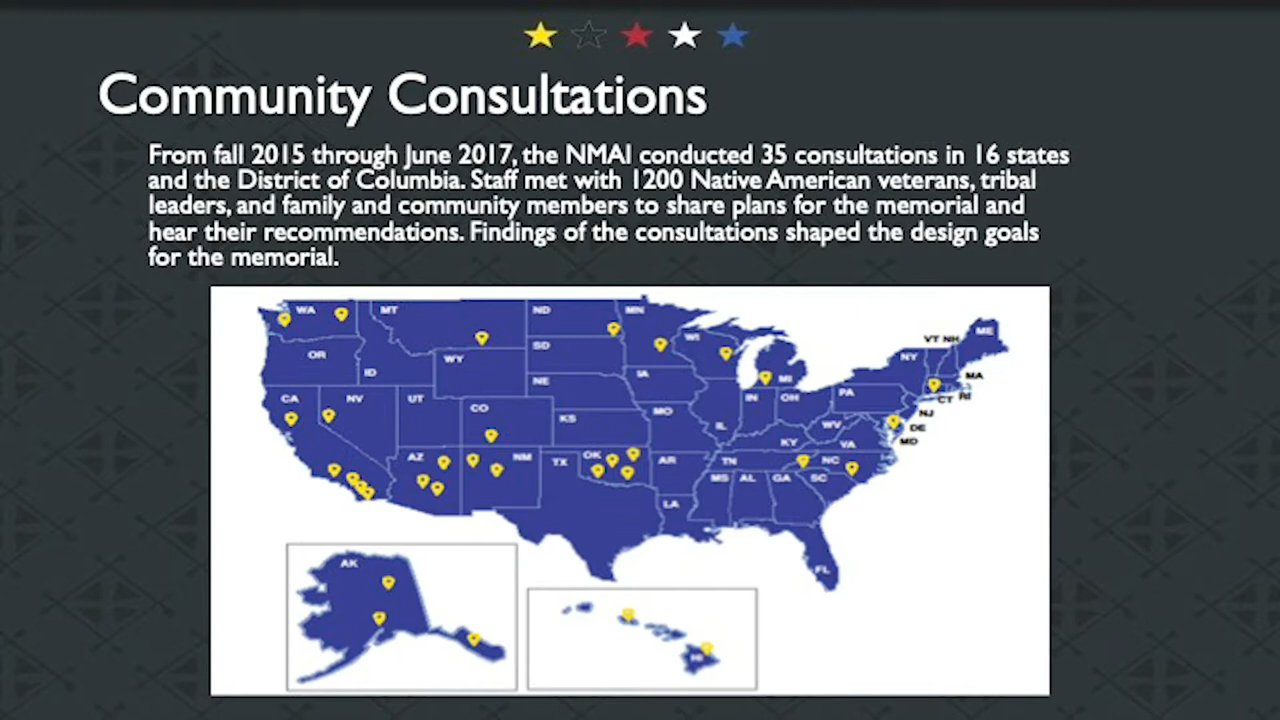 Community Consultations
From fall 2015 through June 2017, the NMAI conducted 35 consultations in 16 states
and the District of Columbia. Staff met with 1200 Native American veterans, tribal
leaders, and family and community members to share plans for the memorial and
hear their recommendations. Findings of the consultations shaped the design goals
for the memorial.
WA MT ND MN
OR ID WY SD WI VT NH ME
NE IA MI NY MA
CA NV UT CO KS MO IL IN OH PA CT RI
NJ
WV DE
KY VA MD
AZ NM TX OK AR TN NC
MS AL GA SC
LA
FL
AK
HI